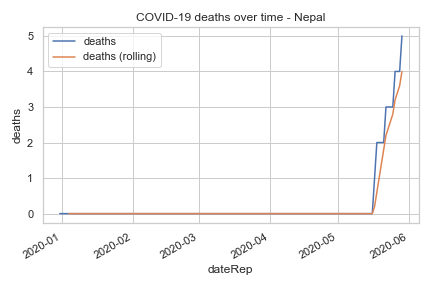 COVID-19 deaths over time - Nepal
deaths
deaths (rolling)
deaths
5
4
3
2
1
0
2020-01
2020-02
2020-03
2020-04
2020-05
2020-06
dateRep